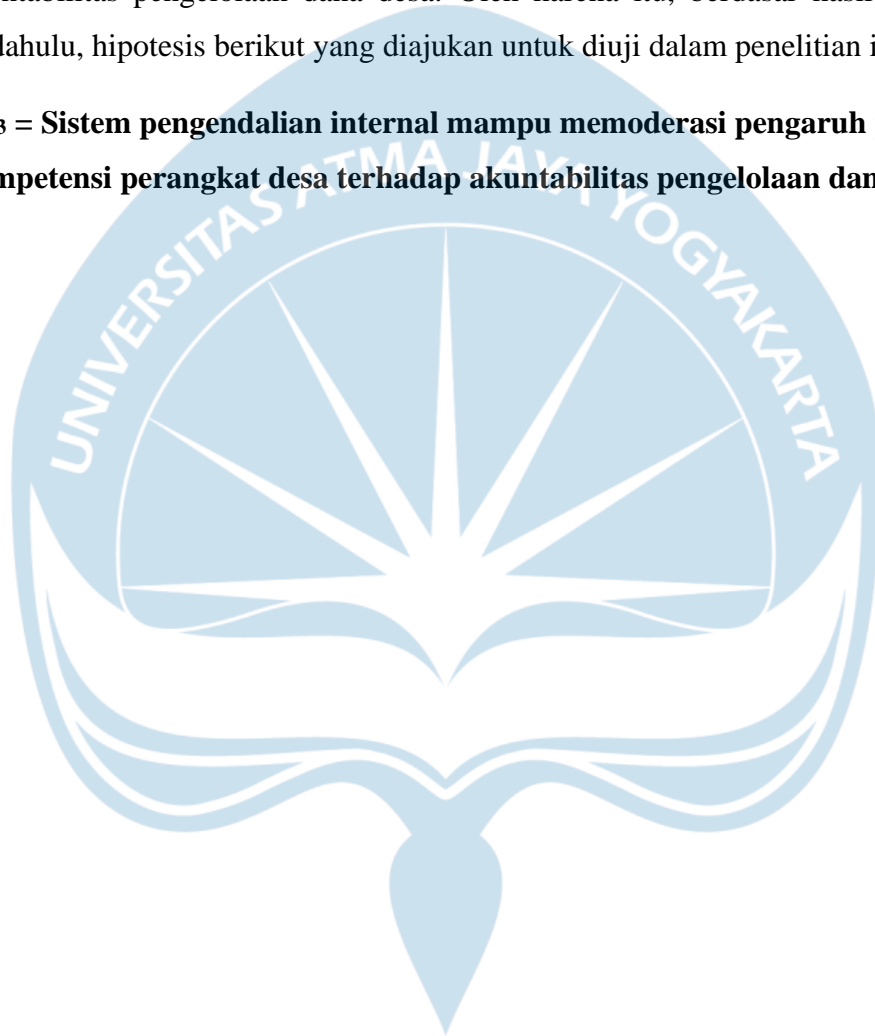 ntabilitas pengelolaan dana desa. Oleh karena itu, berdasar hasil
dahulu, hipotesis berikut yang diajukan untuk diuji dalam penelitian i
3 = Sistem pengendalian internal mampu memoderasi pengaruh
mpetensi perangkat desa terhadap akuntabilitas pengelolaan dan
UNIVERSITAS ATMA JAYA YOGYAKARTA